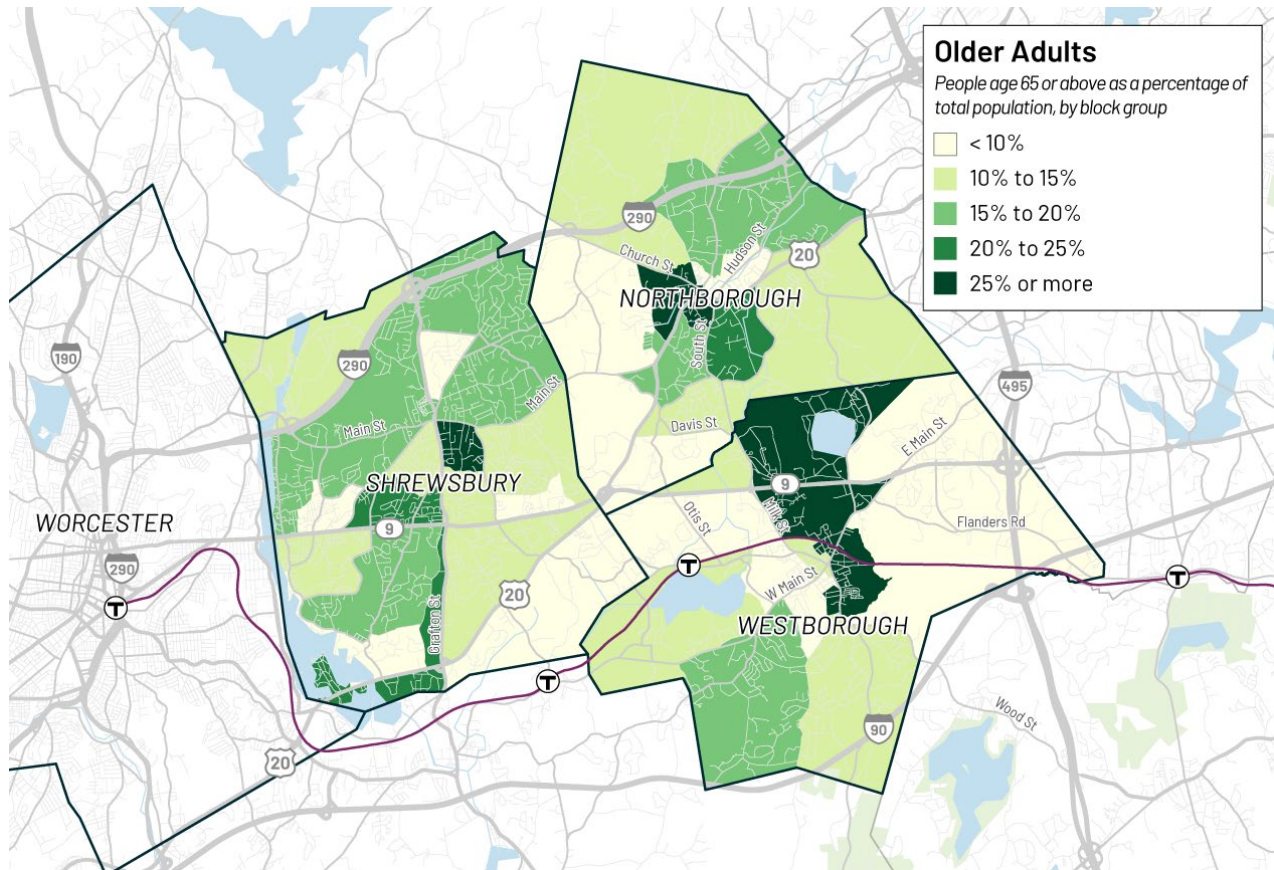 Older Adults
People age 65 or above as a percentage of
total population, by block group
< 10%
10% to 15%
15% to 20%
20% to 25%
25% or more
290
Church St
Hudson St
20
NORTHBOROUGH
South St
190
290
495
Main St
Main St
Davis St
E Main St
SHREWSBURY
9
Otis St
Milk St
WORCESTER
9
Flanders Rd
290
T
T
T
20
W Main St
Grafton St
WESTBOROUGH
T
Wood St
90
20